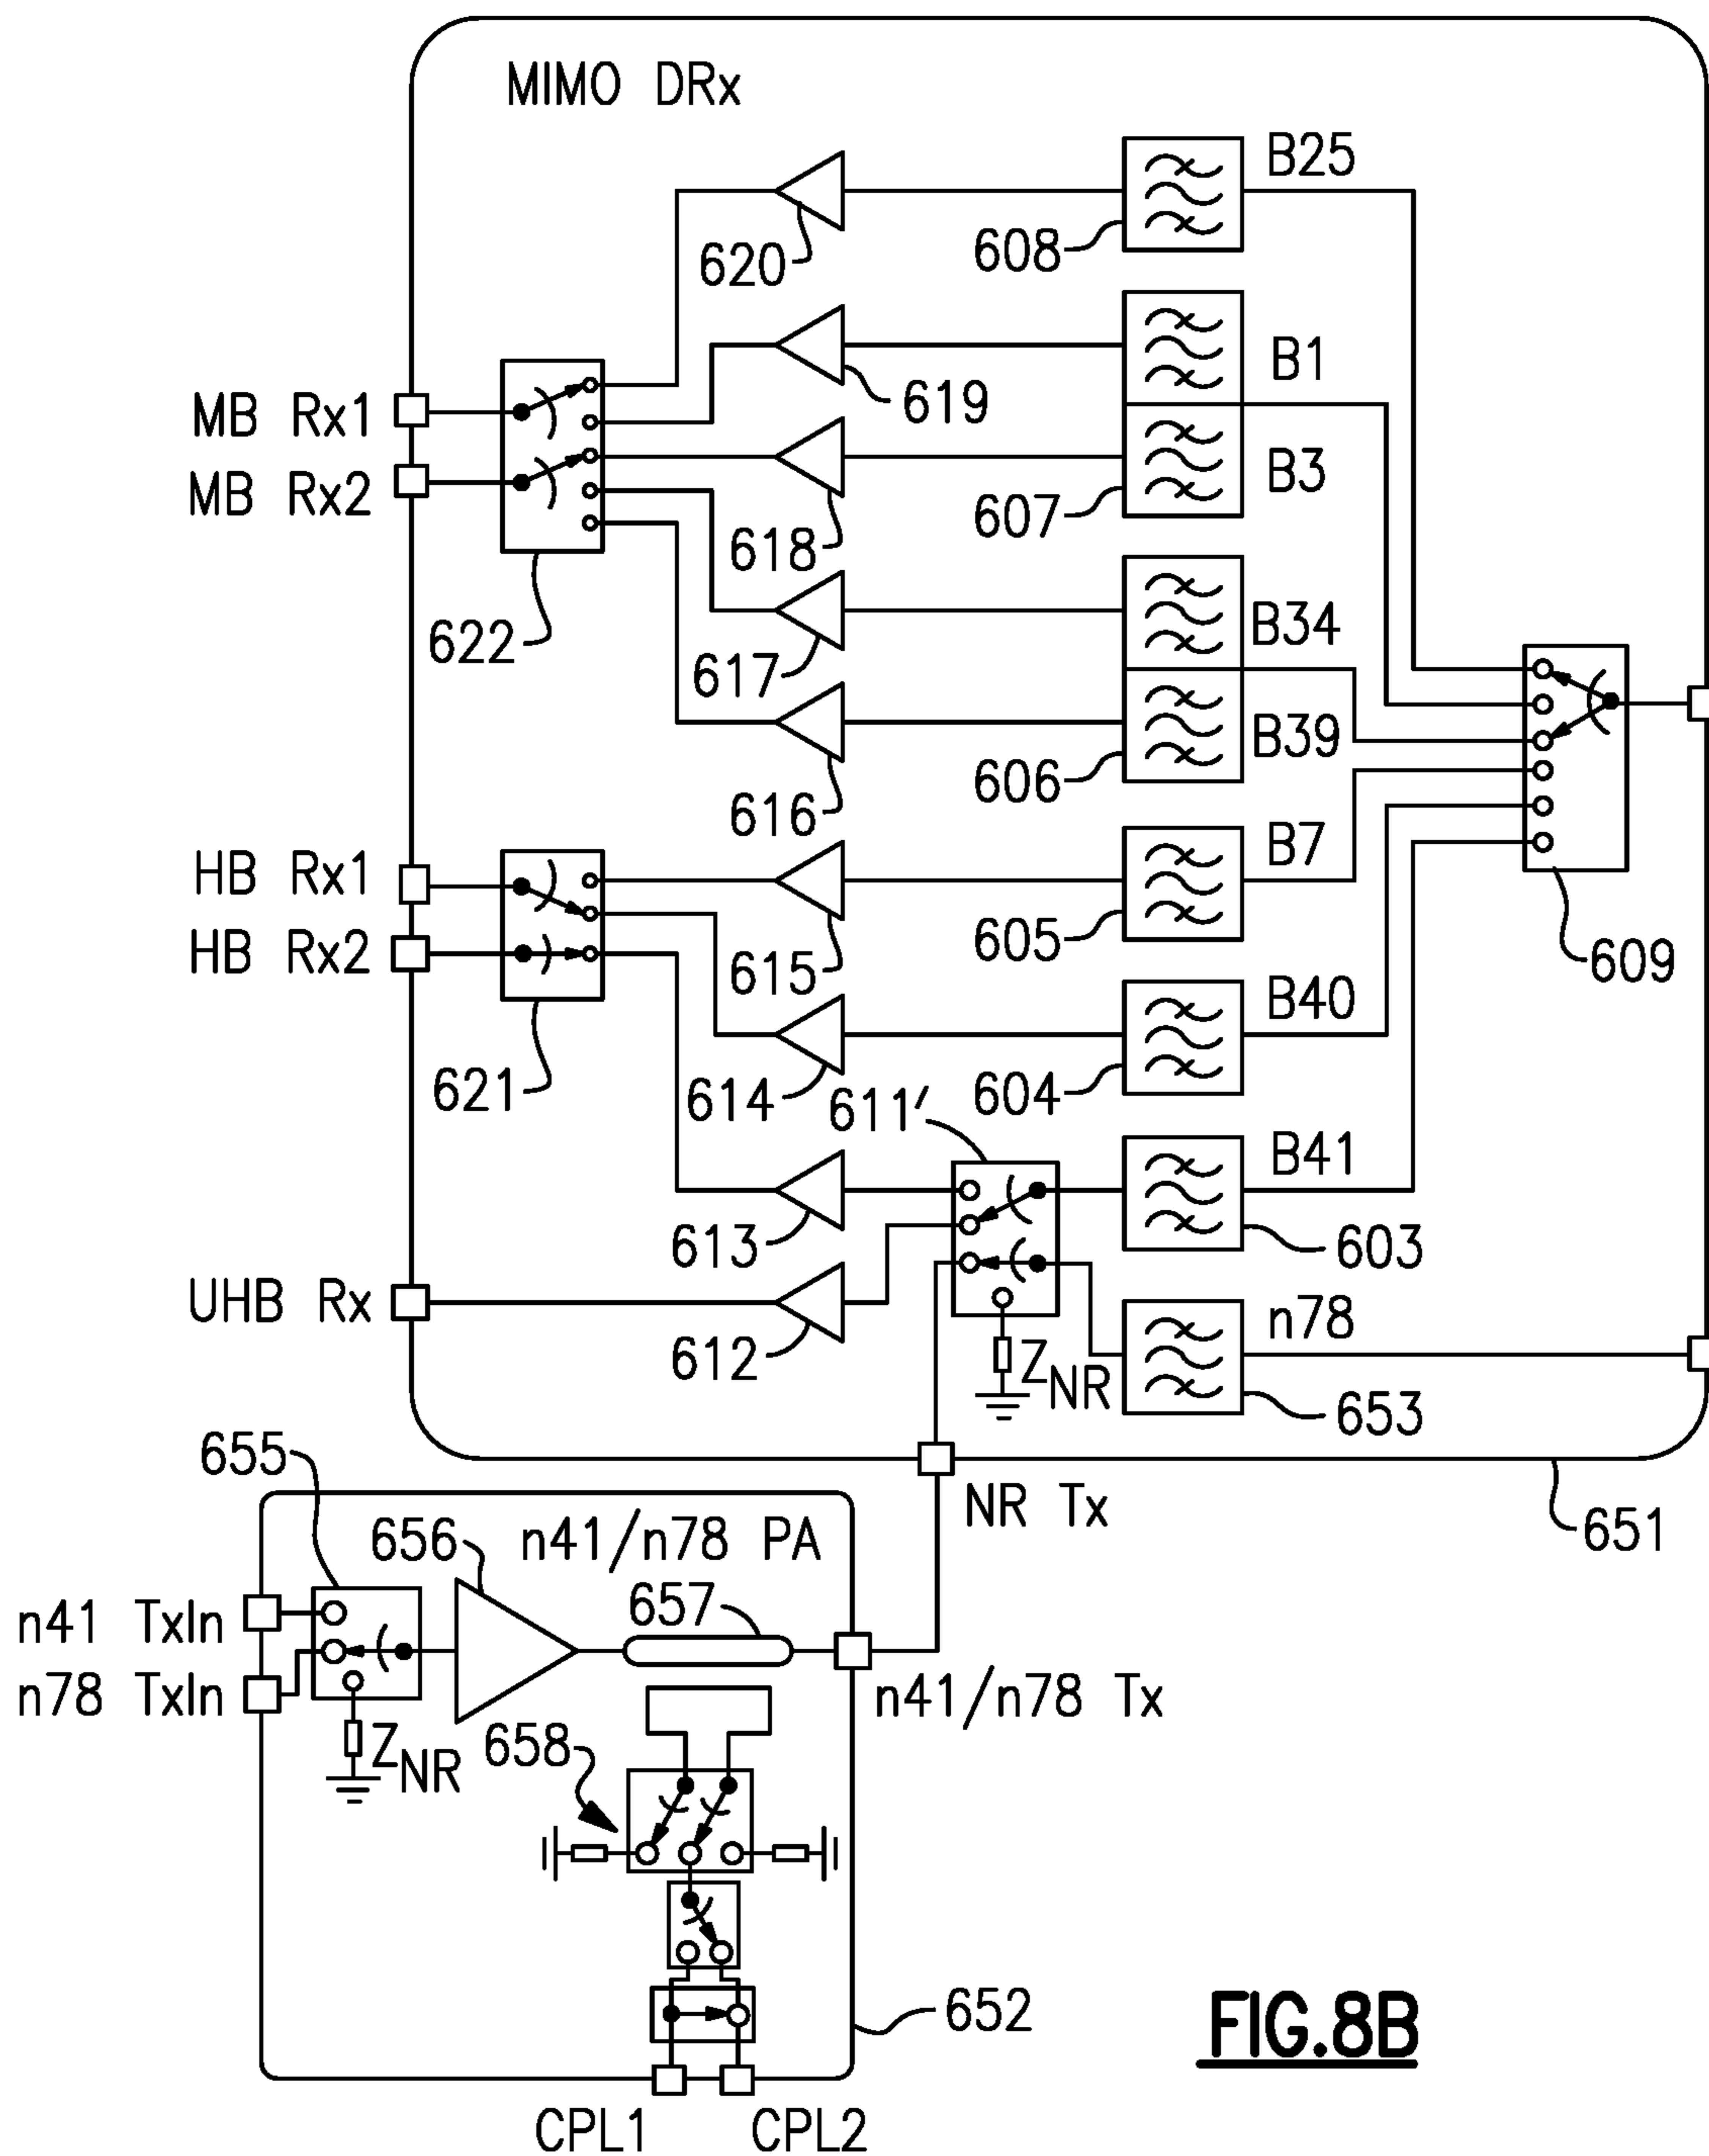 MIMO DRx
B25
620
608
B1
619
MB Rx1
B3
MB Rx2
607
618
B34
622
617
B39
606
616
B7
HB Rx1
605
609
HB Rx2
615
B40
621
614
604
611′
B41
613
603
UHB Rx
n78
612
ZNR
653
655
NR Tx
651
656
n41/n78 PA
657
n41 TxIn
n78 TxIn
n41/n78 Tx
ZNR
658
652
FIG.8B
CPL1
CPL2